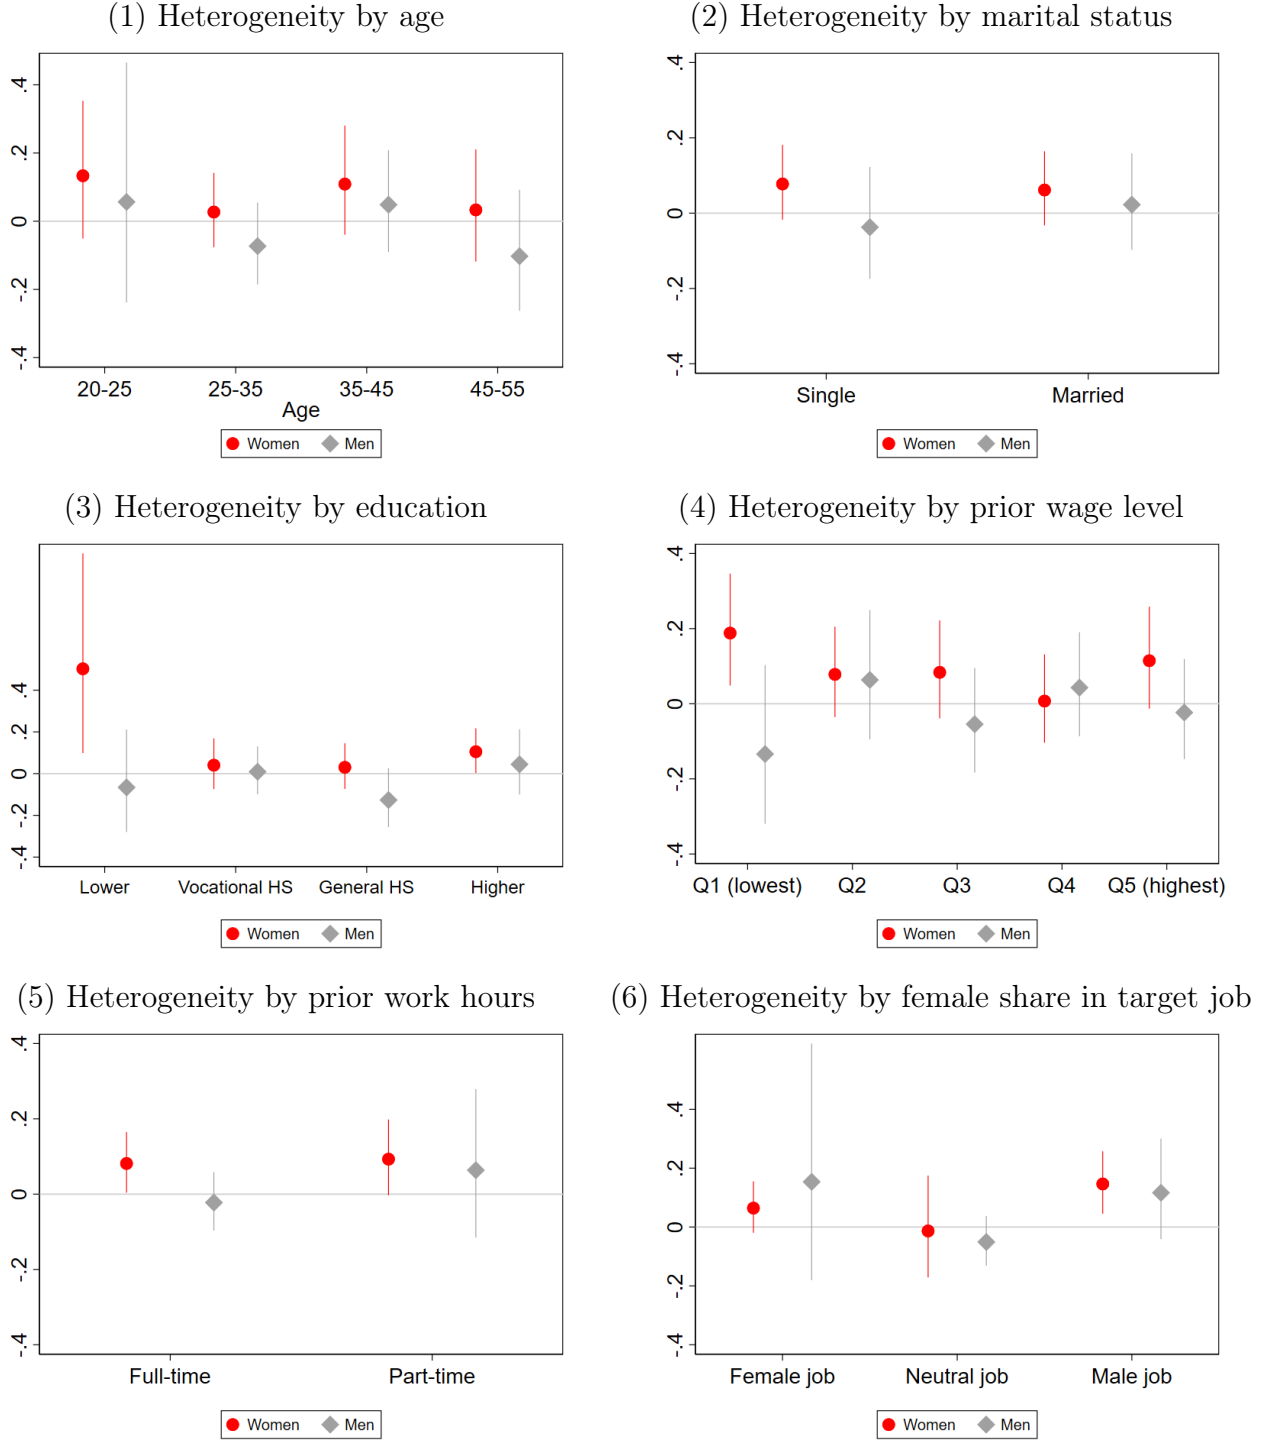 (1) Heterogeneity by age
.4
.2
0
-.2
-.4
20-25 25-35 35-45 45-55
Age
Women Men
(2) Heterogeneity by marital status
.4
.2
0
-.2
-.4
Single Married
Women Men
(3) Heterogeneity by education
.4
.2
0
-.2
-.4
Lower Vocational HS General HS Higher
Women Men
(4) Heterogeneity by prior wage level
.4
.2
0
-.2
-.4
Q1 (lowest) Q2 Q3 Q4 Q5 (highest)
Women Men
(5) Heterogeneity by prior work hours
.4
.2
0
-.2
-.4
Full-time Part-time
Women Men
(6) Heterogeneity by female share in target job
.4
.2
0
-.2
-.4
Female job Neutral job Male job
Women Men